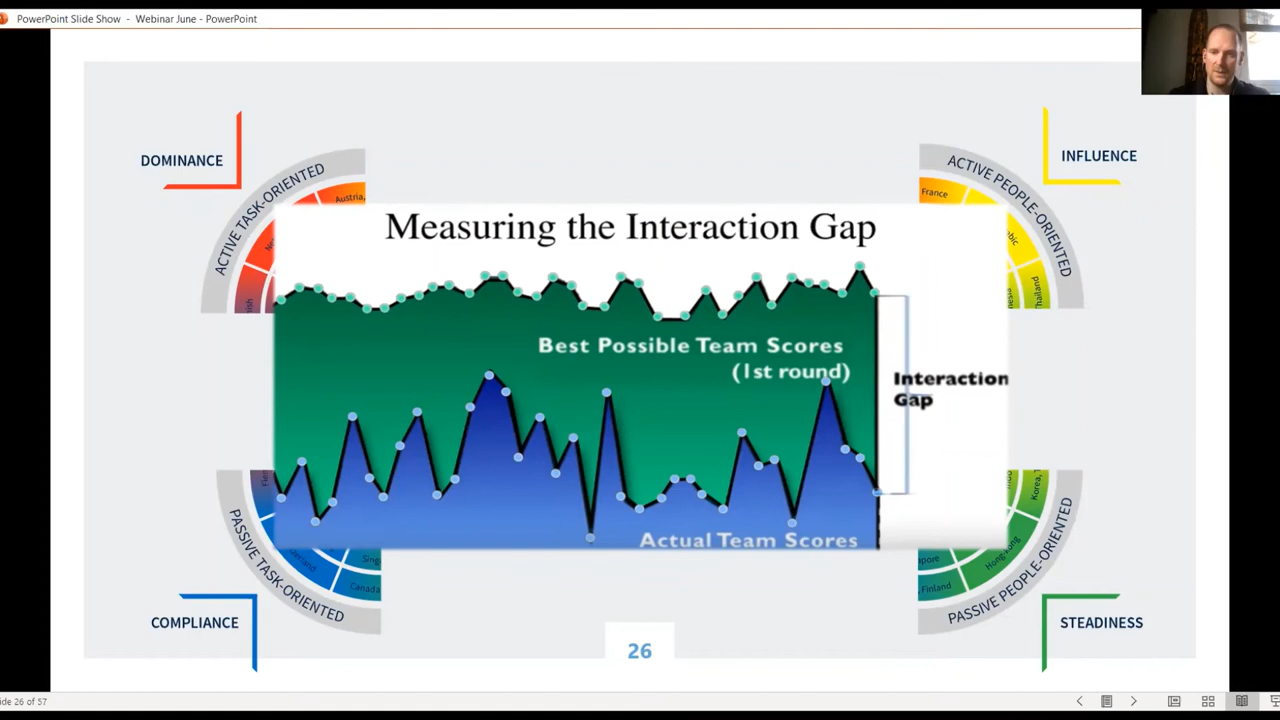 PowerPoint Slide Show - Webinar June - PowerPoint
DOMINANCE
ACTIVE TASK-ORIENTED
Austria,
INFLUENCE
ACTIVE PEOPLE-ORIENTED
France
Thailand
Measuring the Interaction Gap
Best Possible Team Scores
(1st round)
Interaction
Gap
Actual Team Scores
PASSIVE TASK-ORIENTED
Canada
COMPLIANCE
Korea,
Hong-Kong
Finland
PASSIVE PEOPLE-ORIENTED
STEADINESS
26
ide 26 of 57